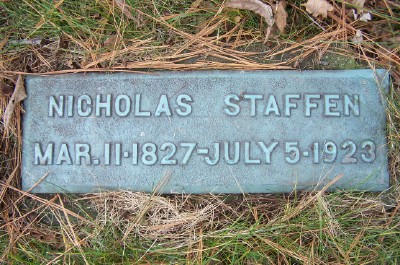 NICHOLAS STAFFEN
MAR.11·1827-JULY 5·1923